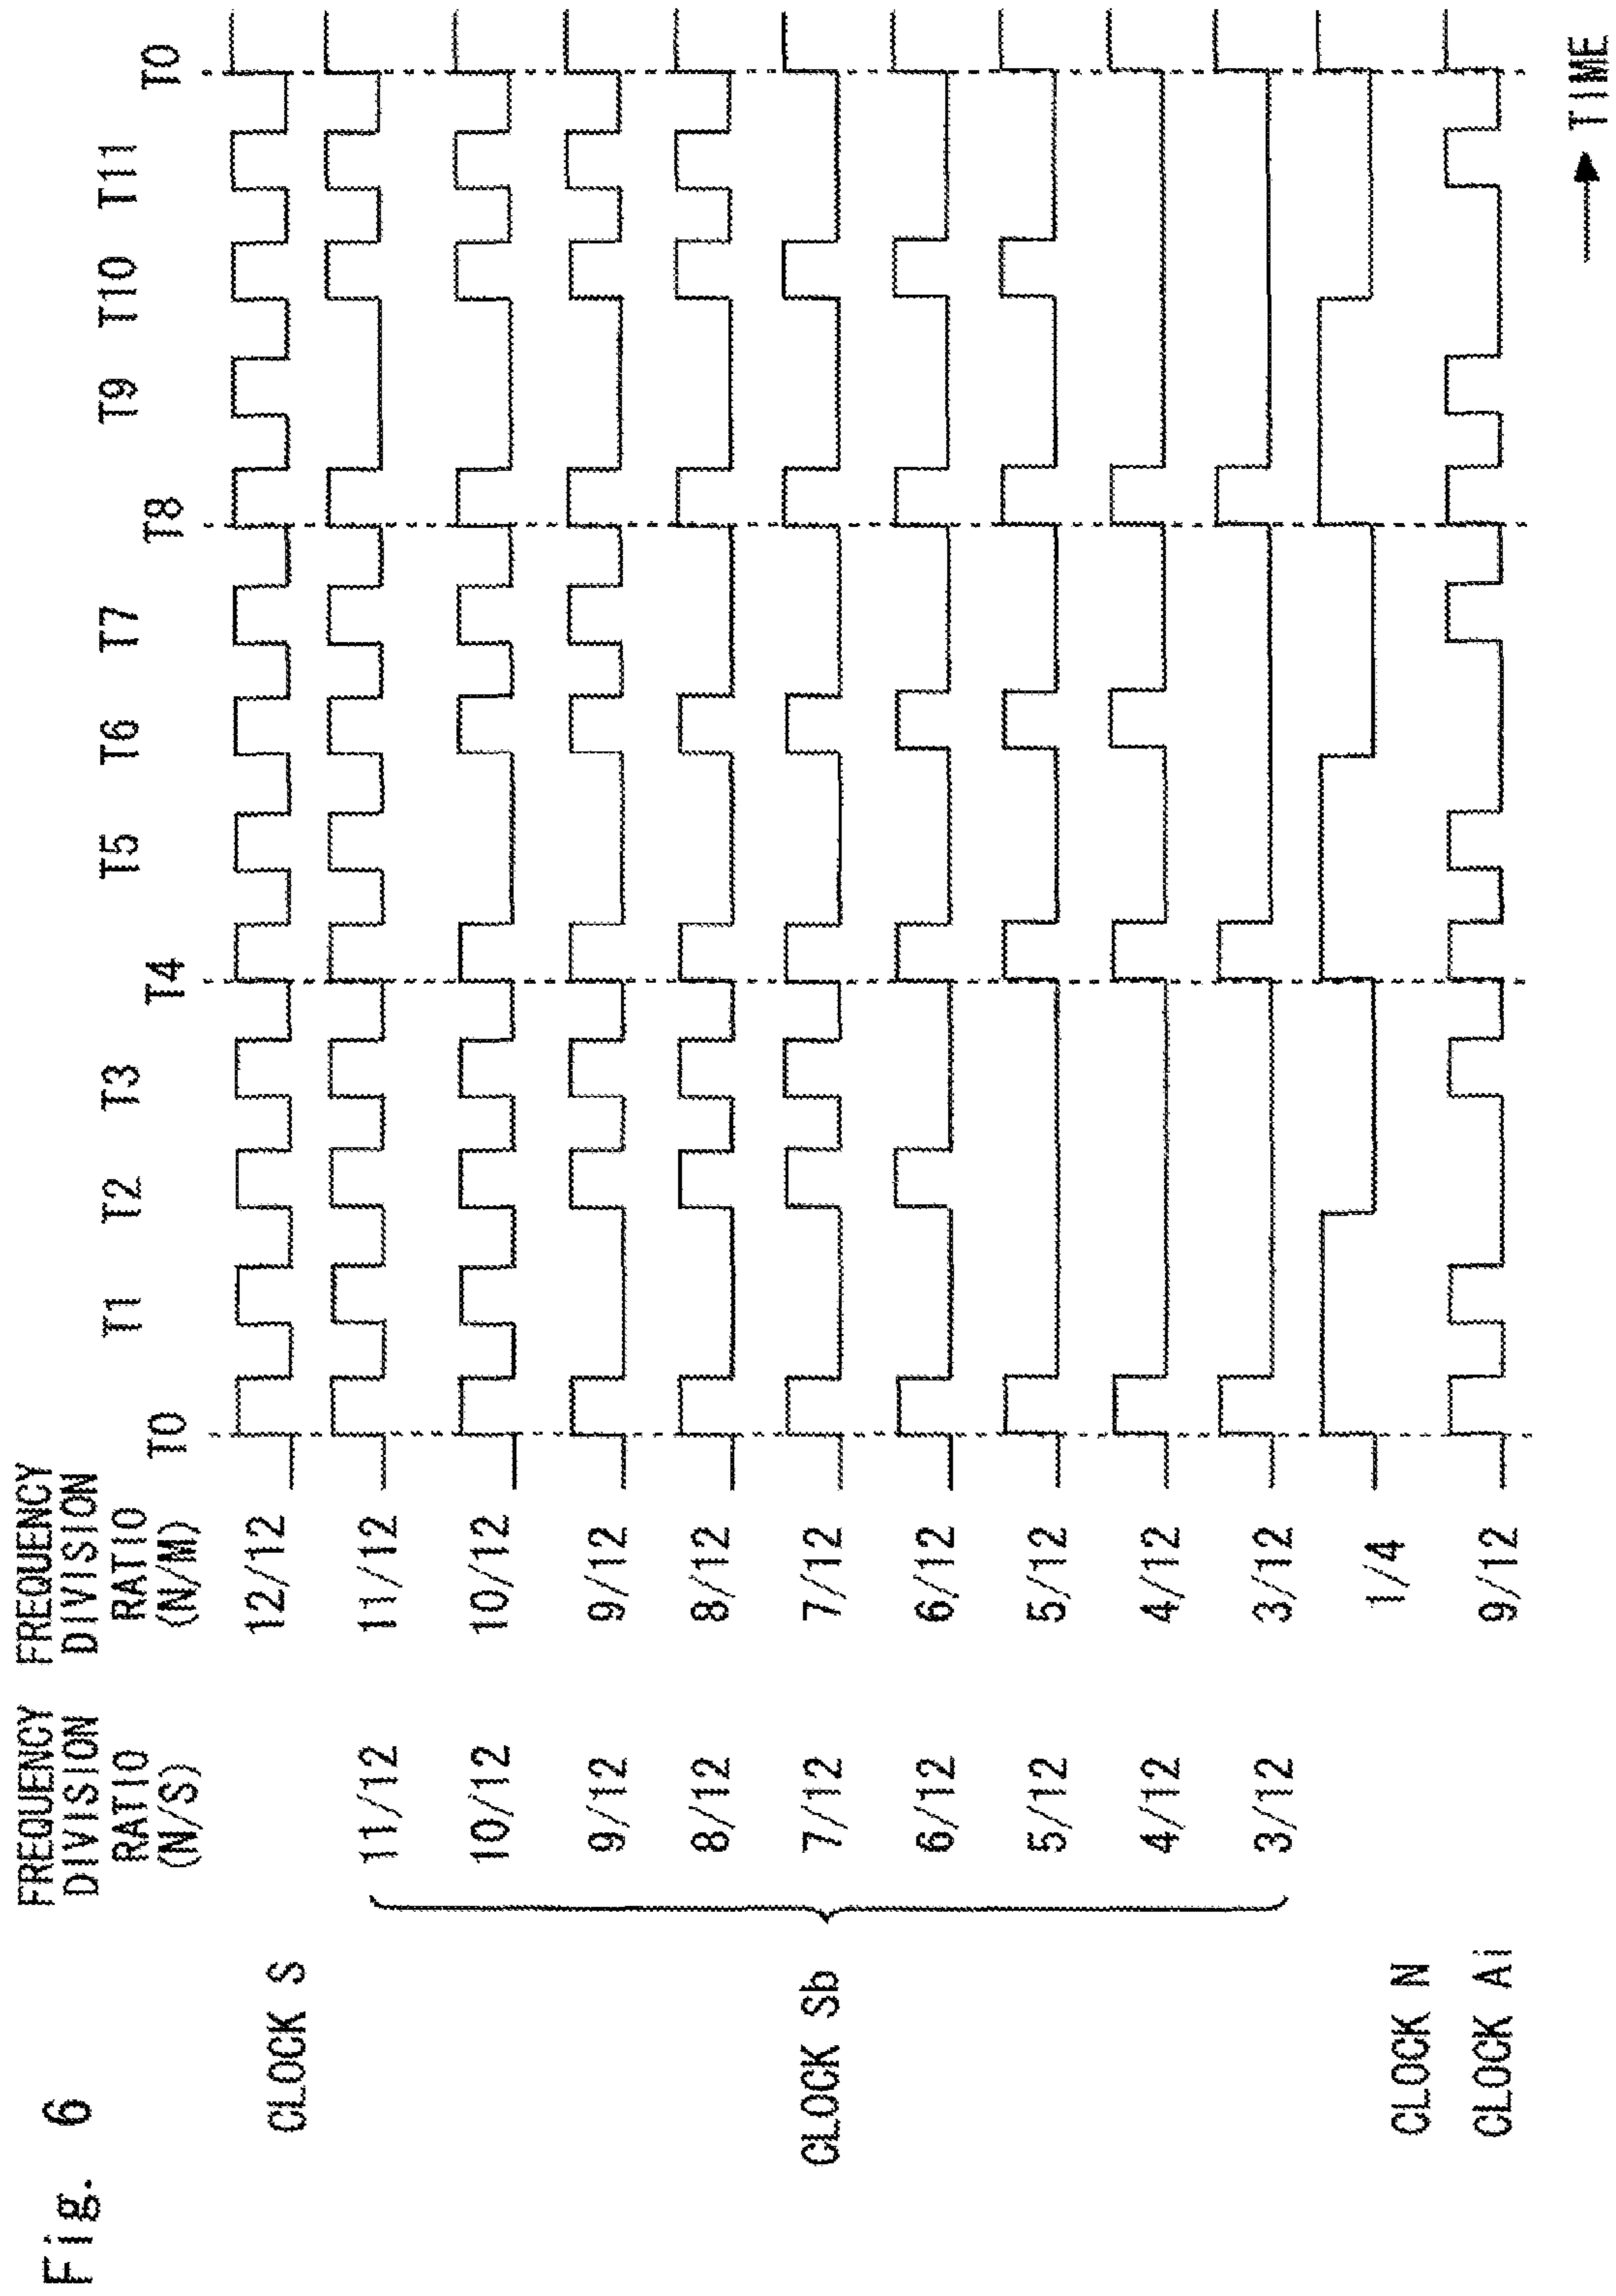 Fig. 6
FREQUENCY DIVISION RATIO (N/S)
FREQUENCY DIVISION RATIO (N/M)
T0 T1 T2 T3 T4 T5 T6 T7 T8 T9 T10 T11 T0
CLOCK S 12/12
CLOCK Sb
11/12 11/12
10/12 10/12
9/12 9/12
8/12 8/12
7/12 7/12
6/12 6/12
5/12 5/12
4/12 4/12
3/12 3/12
CLOCK N 1/4
CLOCK Ai 9/12
TIME